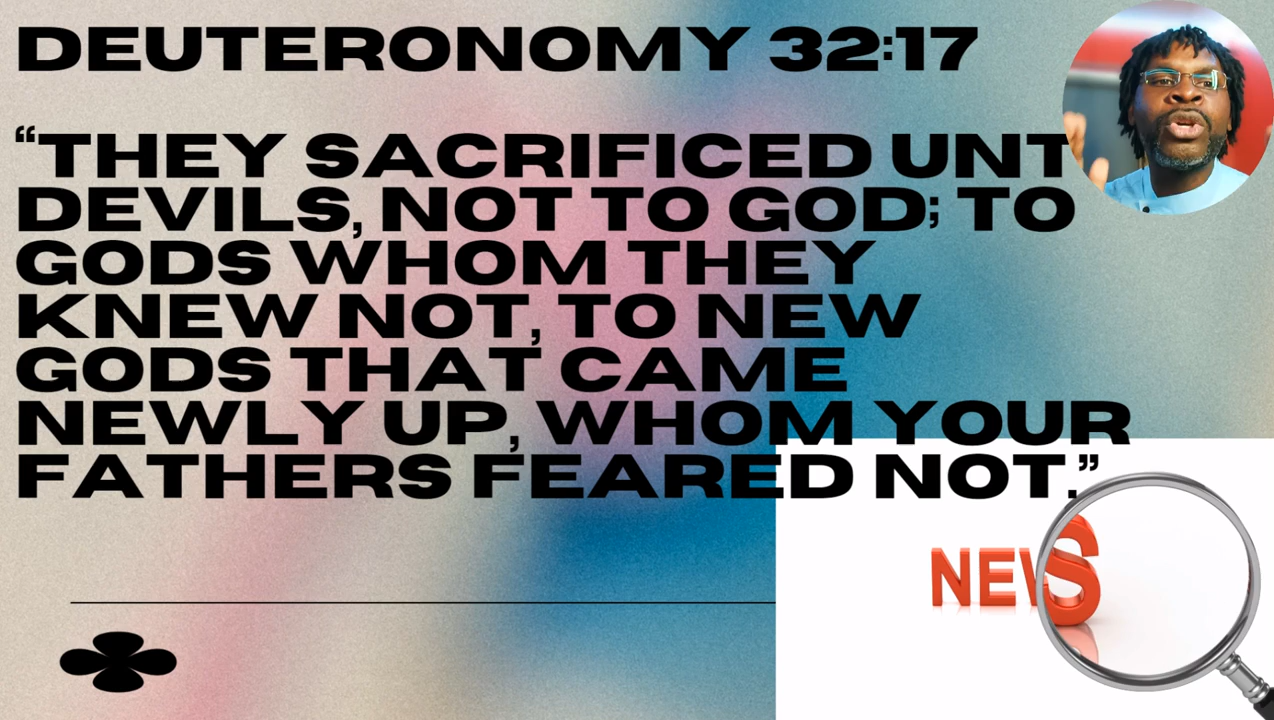 DEUTERONOMY 32:17
“THEY SACRIFICED UNT
DEVILS, NOT TO GOD; TO
GODS WHOM THEY
KNEW NOT, TO NEW
GODS THAT CAME
NEWLY UP, WHOM YOUR
FATHERS FEARED NOT.”
NEWS